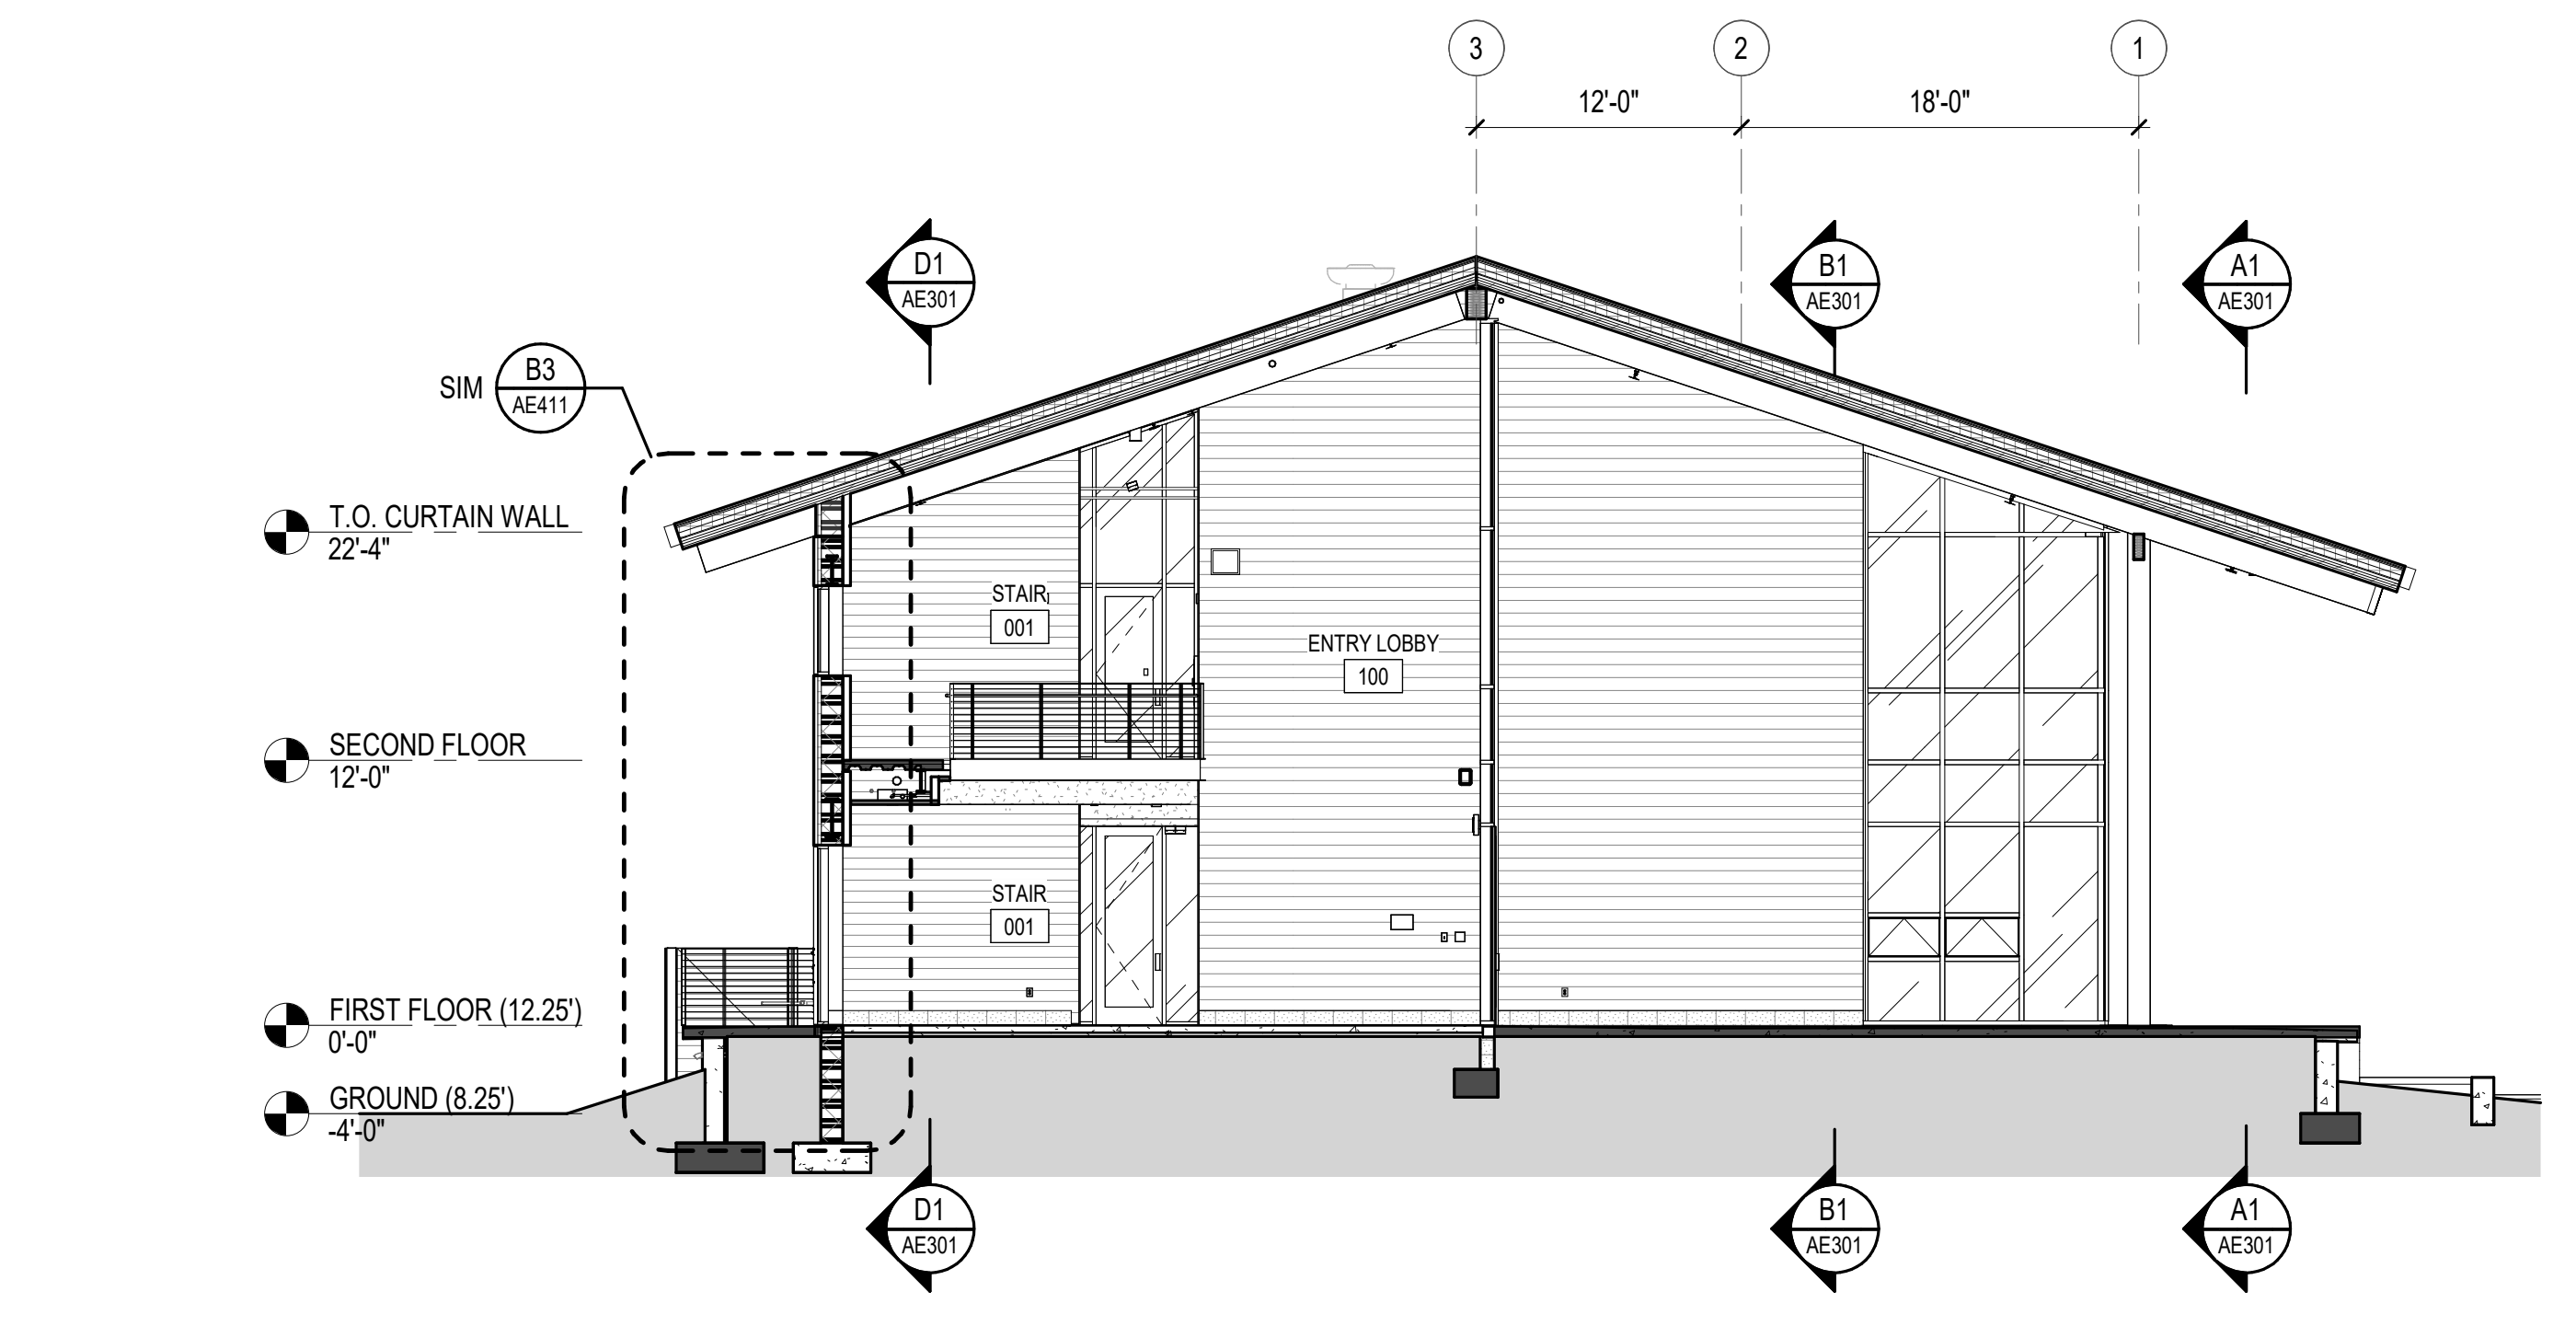 3
2
1
12'-0"
18'-0"
D1
AE301
B1
AE301
A1
AE301
SIM
B3
AE411
T.O. CURTAIN WALL
22'-4"
STAIR
001
ENTRY LOBBY
100
SECOND FLOOR
12'-0"
STAIR
001
FIRST FLOOR (12.25')
0'-0"
GROUND (8.25')
-4'-0"
D1
AE301
B1
AE301
A1
AE301